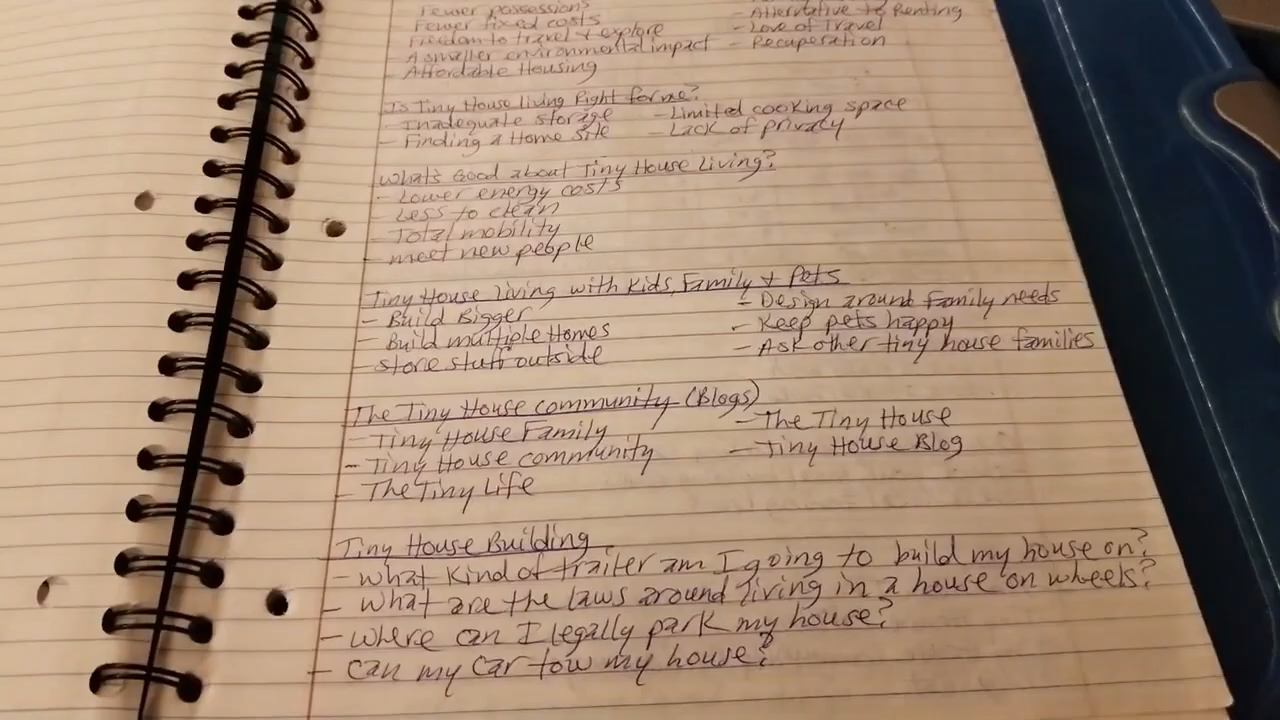 Fewer possessions
Fewer fixed costs
Freedom to travel & explore
A smaller environmental impact
- Affordable Housing
- Alternative to Renting
- Love of Travel
- Recuperation
Is Tiny House living Right for me?
- Inadequate storage
- Finding a Home Site
- Limited cooking space
- Lack of privacy
What's Good about Tiny House Living?
- Lower energy costs
- Less to clean
- Total mobility
- meet new people
Tiny House living with Kids, Family & Pets
- Build Bigger
- Build multiple Homes
- store stuff outside
- Design around Family needs
- Keep pets happy
- Ask other tiny house families
The Tiny House community (Blogs)
- Tiny House Family
- Tiny House community
- The Tiny Life
- The Tiny House
- Tiny House Blog
Tiny House Building
- What Kind of trailer am I going to build my house on?
- What are the laws around living in a house on wheels?
- Where can I legally park my house?
- Can my car tow my house?